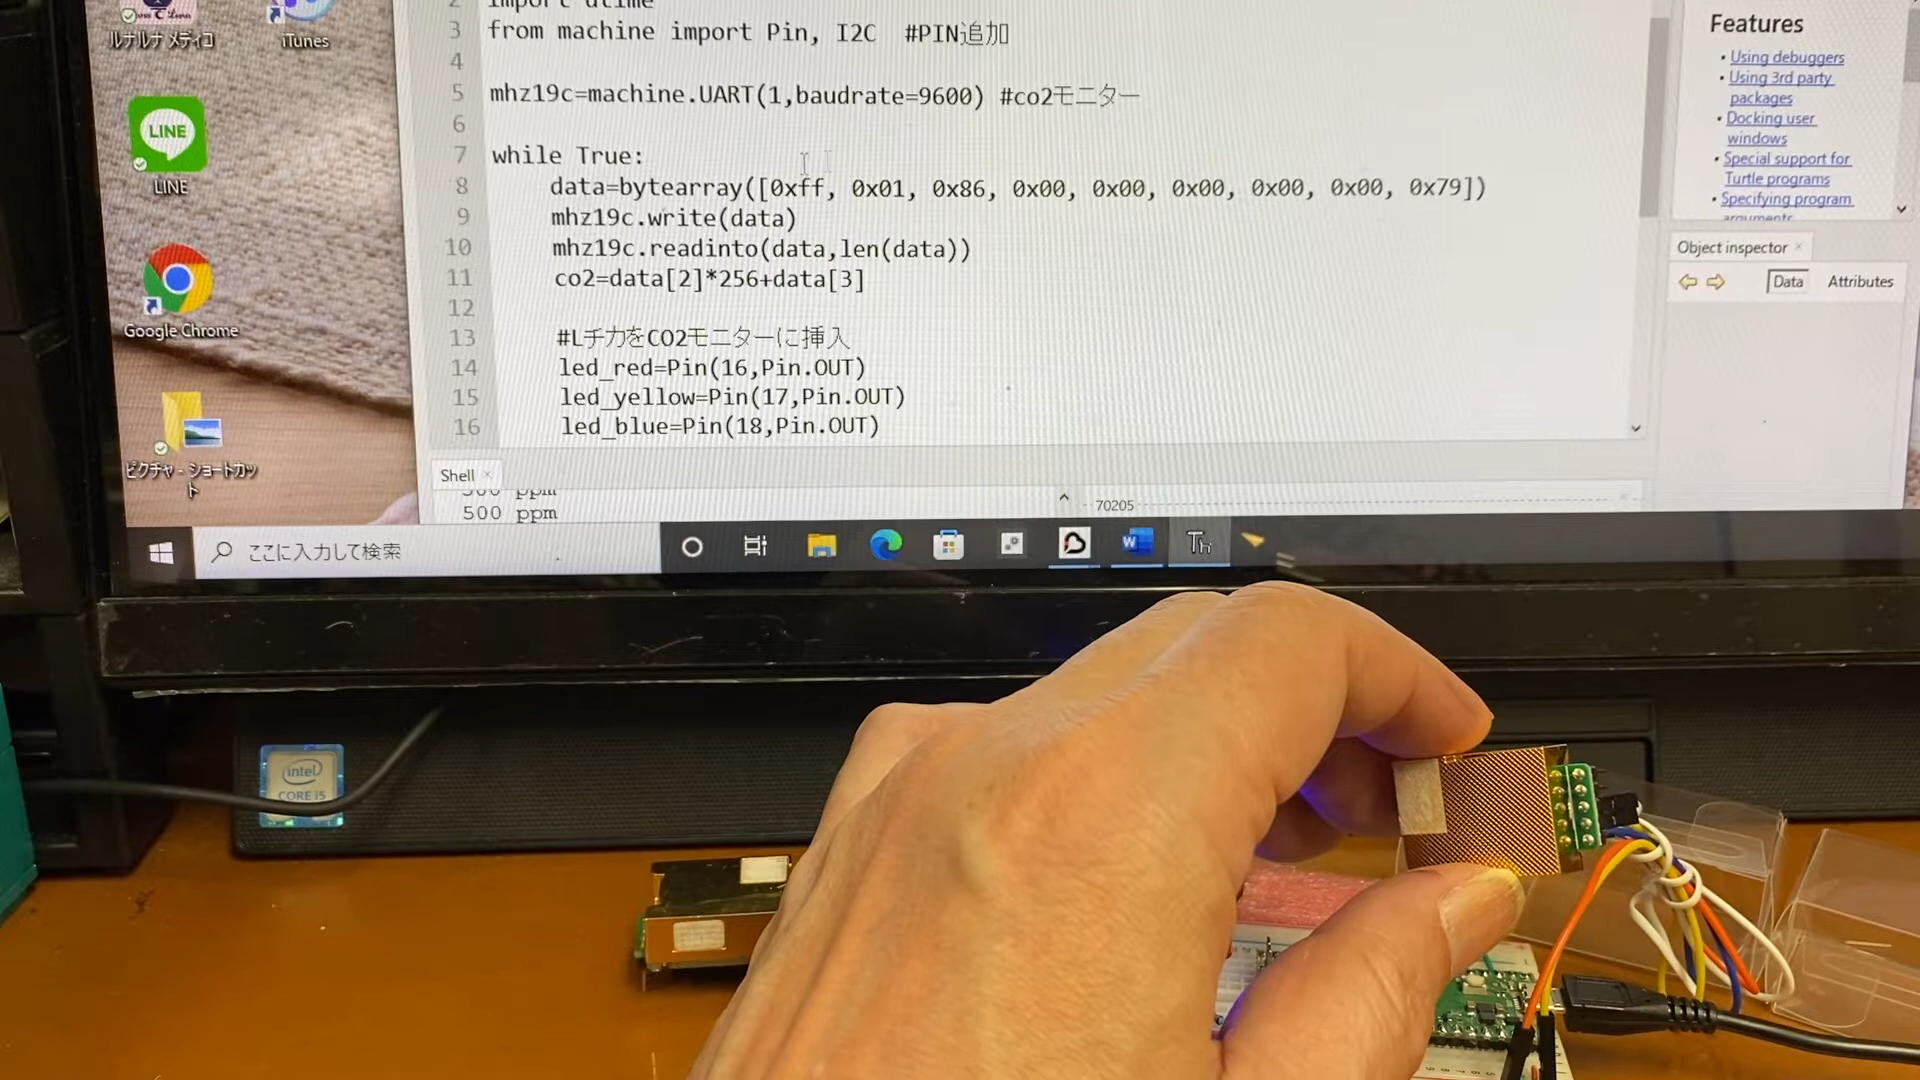 ルナルナ メディコ
iTunes
LINE
LINE
Google Chrome
ピクチャ - ショートカッ
ト
2 import utime
3 from machine import Pin, I2C #PIN追加
4
5 mhz19c=machine.UART(1,baudrate=9600) #co2モニター
6
7 while True:
8 data=bytearray([0xff, 0x01, 0x86, 0x00, 0x00, 0x00, 0x00, 0x00, 0x79])
9 mhz19c.write(data)
10 mhz19c.readinto(data,len(data))
11 co2=data[2]*256+data[3]
12
13 #LチカをCO2モニターに挿入
14 led_red=Pin(16,Pin.OUT)
15 led_yellow=Pin(17,Pin.OUT)
16 led_blue=Pin(18,Pin.OUT)
Shell
500 ppm
500 ppm
70205
Features
• Using debuggers
• Using 3rd party
packages
• Docking user
windows
• Special support for
Turtle programs
• Specifying program
arguments
Object inspector
Data Attributes
ここに入力して検索
W
Th
intel
CORE i5